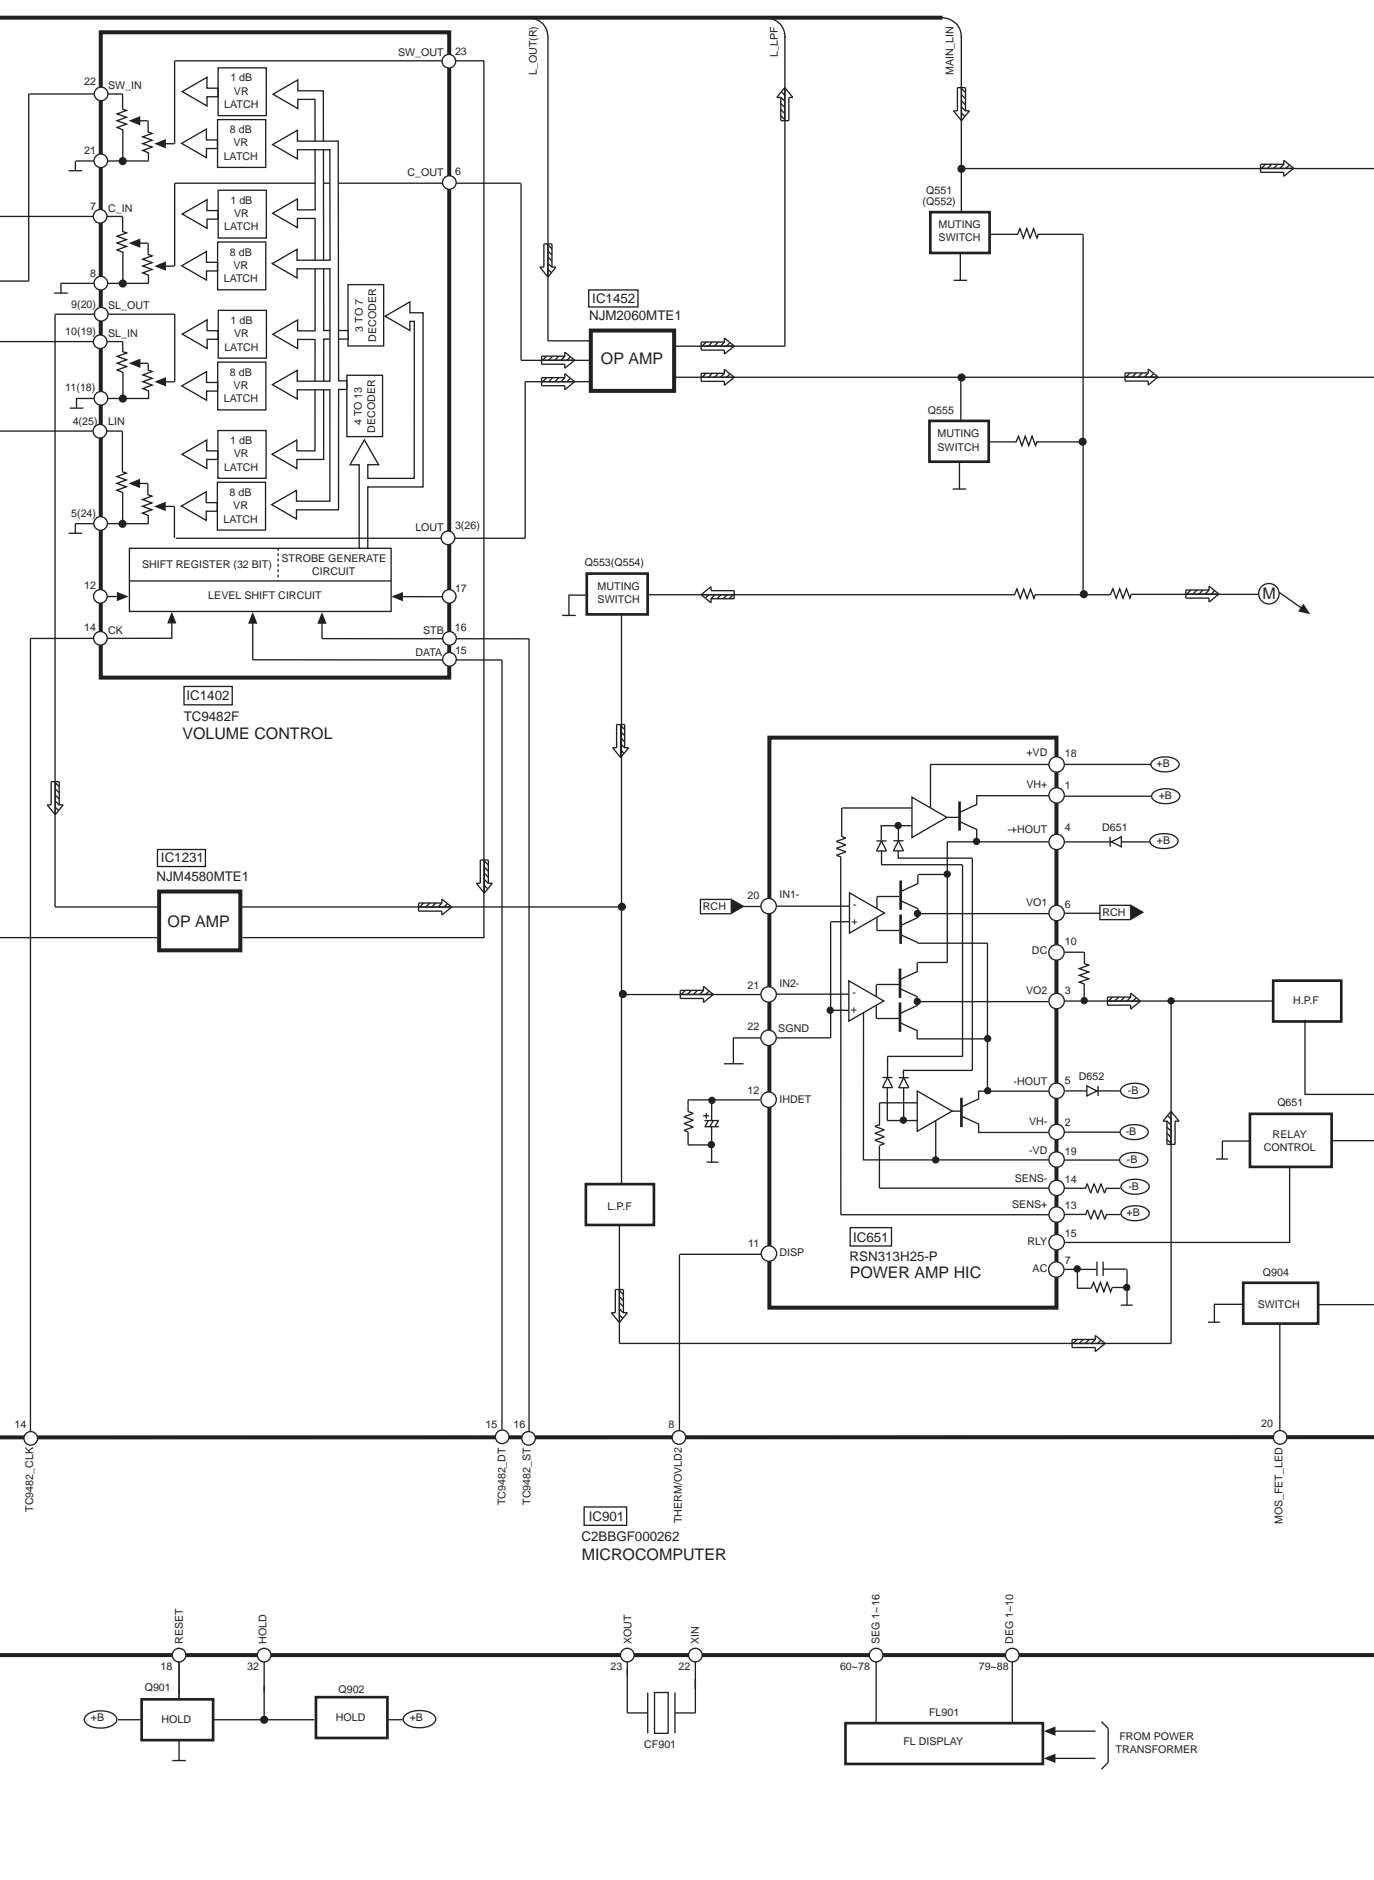 L_OUT(R)
L_LPF
MAIN_LIN
SW_OUT
23
22
SW_IN
21
1 dB
VR
LATCH
8 dB
VR
LATCH
C_OUT
6
7
C_IN
8
1 dB
VR
LATCH
8 dB
VR
LATCH
9(20)
SL_OUT
10(19)
SL_IN
11(18)
1 dB
VR
LATCH
8 dB
VR
LATCH
3 TO 7
DECODER
4 TO 13
DECODER
4(25)
LIN
5(24)
1 dB
VR
LATCH
8 dB
VR
LATCH
LOUT
3(26)
SHIFT REGISTER (32 BIT)
STROBE GENERATE
CIRCUIT
LEVEL SHIFT CIRCUIT
12
17
14
CK
STB
16
DATA
15
IC1402
TC9482F
VOLUME CONTROL
IC1452
NJM2060MTE1
OP AMP
Q551
(Q552)
MUTING
SWITCH
Q555
MUTING
SWITCH
Q553(Q554)
MUTING
SWITCH
M
IC1231
NJM4580MTE1
OP AMP
+VD
18
+B
VH+
1
+B
-+HOUT
4
D651
+B
RCH
20
IN1-
-
+
VO1
6
RCH
DC
10
21
IN2-
-
+
VO2
3
22
SGND
12
IHDET
+
-HOUT
5
D652
-B
VH-
2
-B
-VD
19
-B
SENS-
14
-B
SENS+
13
+B
RLY
15
AC
7
11
DISP
IC651
RSN313H25-P
POWER AMP HIC
L.P.F
H.P.F
Q651
RELAY
CONTROL
Q904
SWITCH
14
TC9482_CLK
15
TC9482_DT
16
TC9482_ST
8
THERM/OVLD2
20
MOS_FET_LED
IC901
C2BBGF000262
MICROCOMPUTER
RESET
HOLD
XOUT
XIN
SEG 1~16
DEG 1~10
18
32
23
22
60~78
79~88
Q901
HOLD
+B
Q902
HOLD
+B
CF901
FL901
FL DISPLAY
FROM POWER
TRANSFORMER